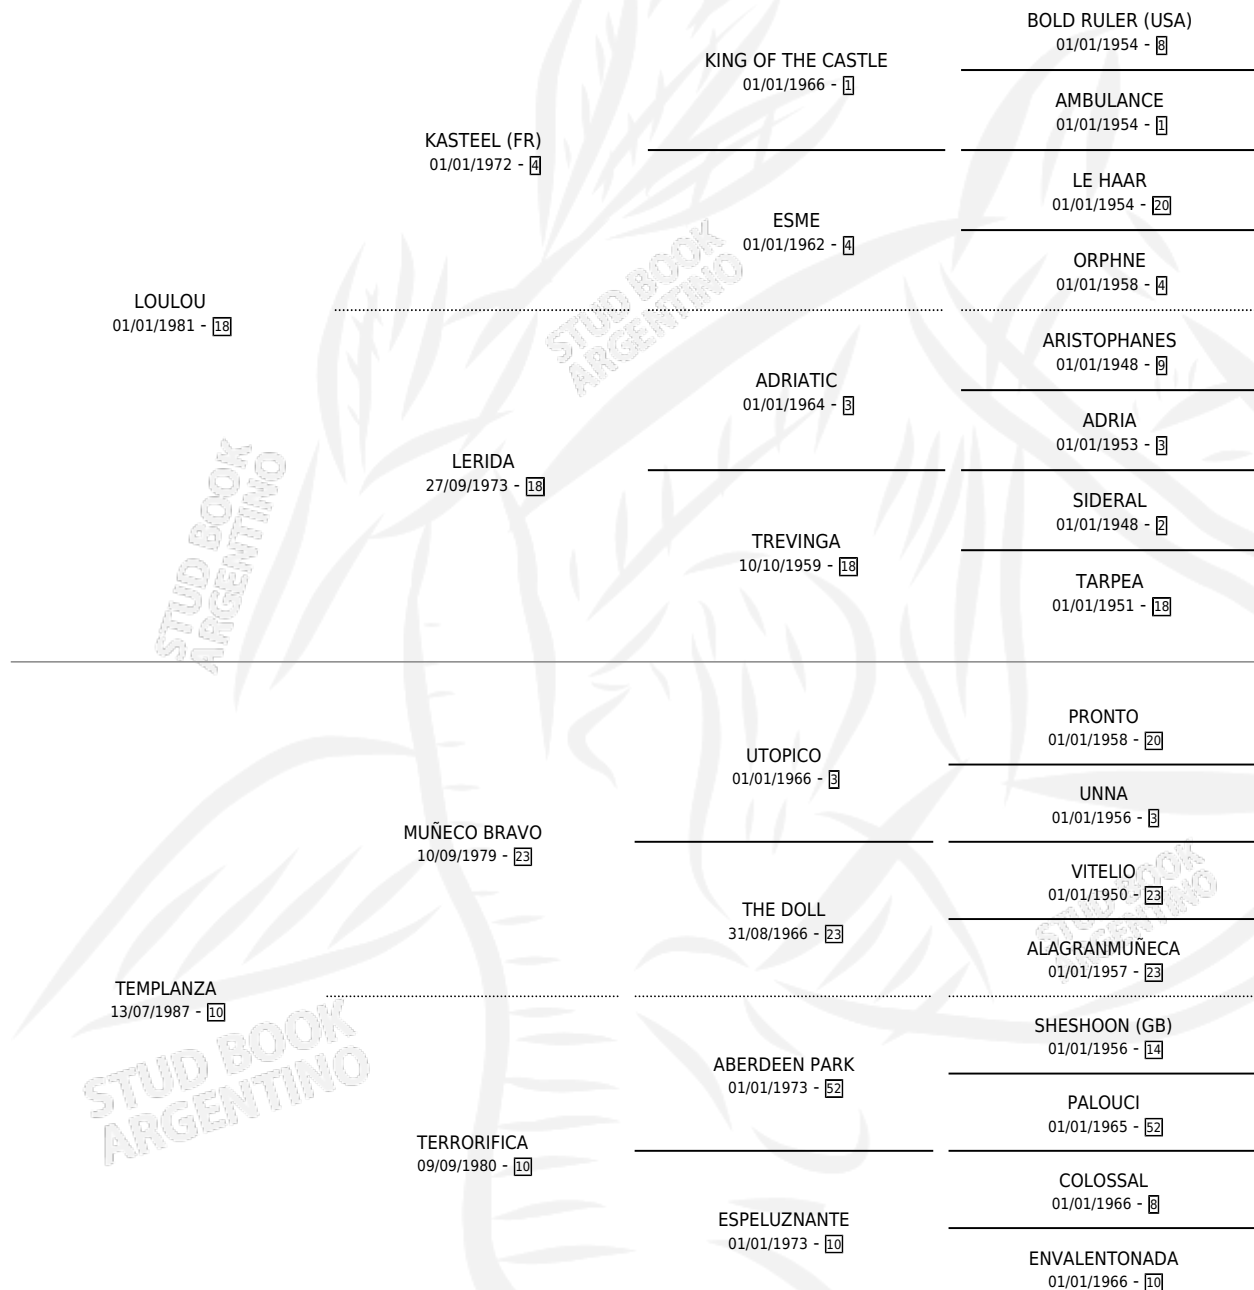 BOLD RULER (USA)
01/01/1954 - 8
KING OF THE CASTLE
01/01/1966 - 1
AMBULANCE
01/01/1954 - 1
KASTEEL (FR)
01/01/1972 - 4
LE HAAR
01/01/1954 - 20
ESME
01/01/1962 - 4
ORPHNE
01/01/1958 - 4
LOULOU
01/01/1981 - 18
STUD BOOK
ARGENTINO
ARISTOPHANES
01/01/1948 - 9
ADRIATIC
01/01/1964 - 3
ADRIA
01/01/1953 - 3
LERIDA
27/09/1973 - 18
SIDERAL
01/01/1948 - 2
TREVINGA
10/10/1959 - 18
TARPEA
01/01/1951 - 18
STUD BOOK
ARGENTINO
PRONTO
01/01/1958 - 20
UTOPICO
01/01/1966 - 3
UNNA
01/01/1956 - 3
MUÑECO BRAVO
10/09/1979 - 23
VITELIO
01/01/1950 - 23
THE DOLL
31/08/1966 - 23
ALAGRANMUÑECA
01/01/1957 - 23
STUD BOOK
ARGENTINO
TEMPLANZA
13/07/1987 - 10
STUD BOOK
ARGENTINO
SHESHOON (GB)
01/01/1956 - 14
ABERDEEN PARK
01/01/1973 - 52
PALOUCI
01/01/1965 - 52
TERRORIFICA
09/09/1980 - 10
COLOSSAL
01/01/1966 - 8
ESPELUZNANTE
01/01/1973 - 10
ENVALENTONADA
01/01/1966 - 10